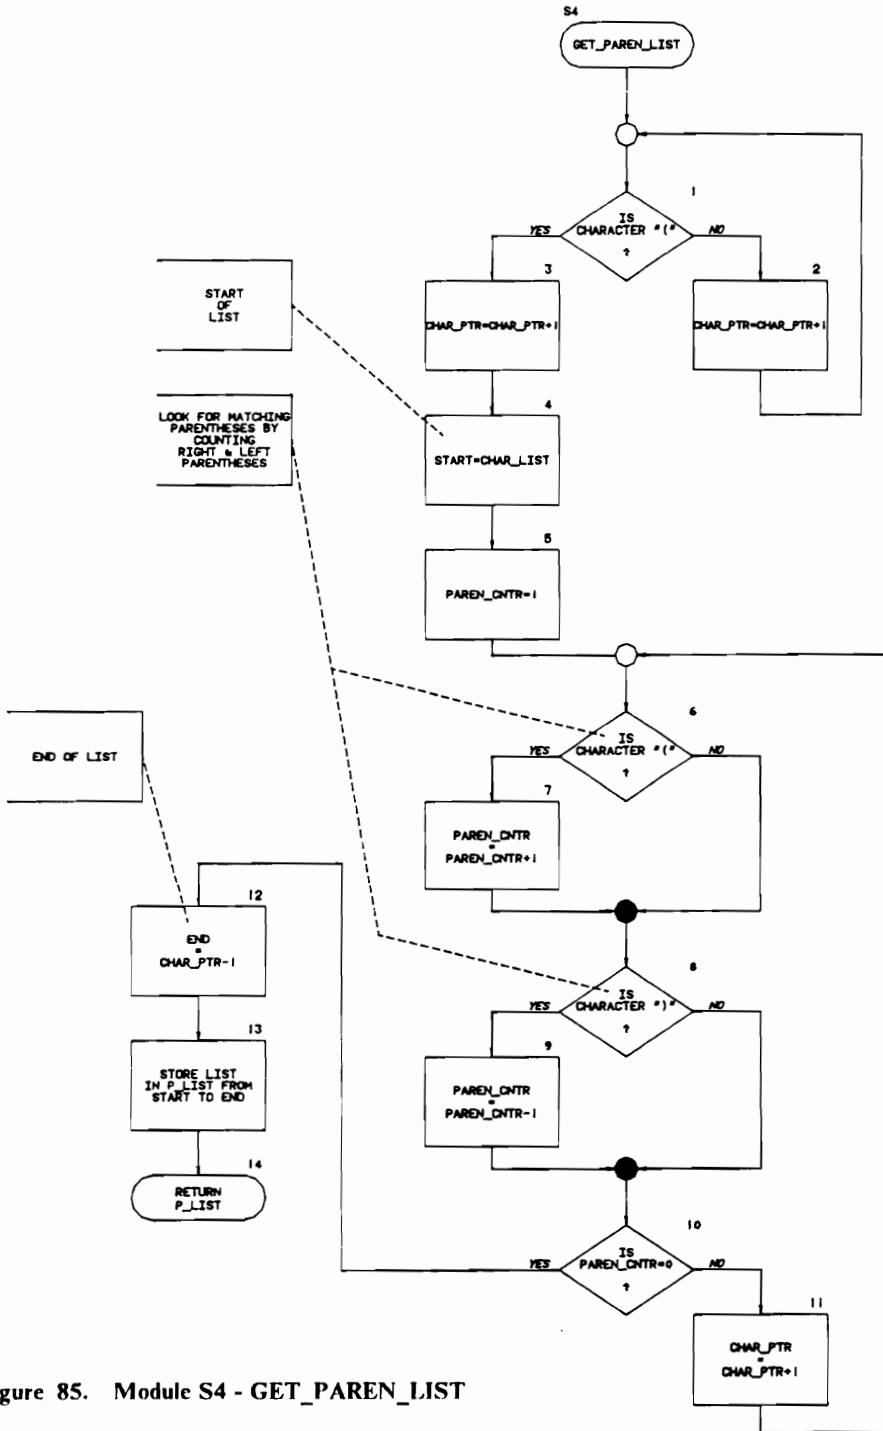 S4
GET_PAREN_LIST
1
IS
CHARACTER "("
?
YES
NO
3
CHAR_PTR=CHAR_PTR+1
2
CHAR_PTR=CHAR_PTR+1
START
OF
LIST
4
START=CHAR_LIST
LOOK FOR MATCHING
PARENTHESES BY
COUNTING
RIGHT & LEFT
PARENTHESES
5
PAREN_CNTR=1
6
IS
CHARACTER "("
?
YES
NO
END OF LIST
7
PAREN_CNTR
=
PAREN_CNTR+1
12
END
=
CHAR_PTR-1
8
IS
CHARACTER ")"
?
YES
NO
13
STORE LIST
IN P_LIST FROM
START TO END
9
PAREN_CNTR
=
PAREN_CNTR-1
14
RETURN
P_LIST
10
IS
PAREN_CNTR=0
?
YES
NO
11
CHAR_PTR
=
CHAR_PTR+1
gure 85. Module S4 - GET_PAREN_LIST